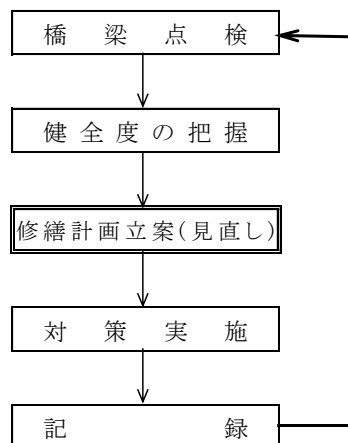 橋梁点検
健全度の把握
修繕計画立案(見直し)
対策実施
記録